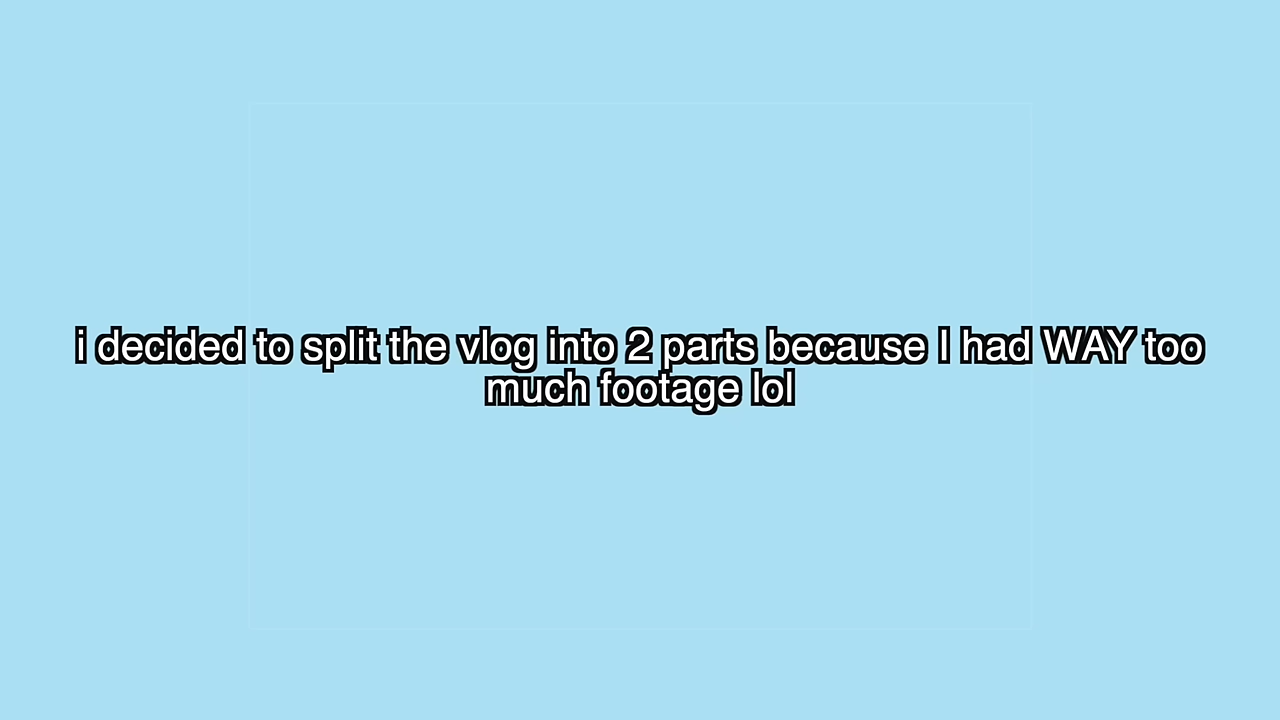 i decided to split the vlog into 2 parts because I had WAY too
much footage lol